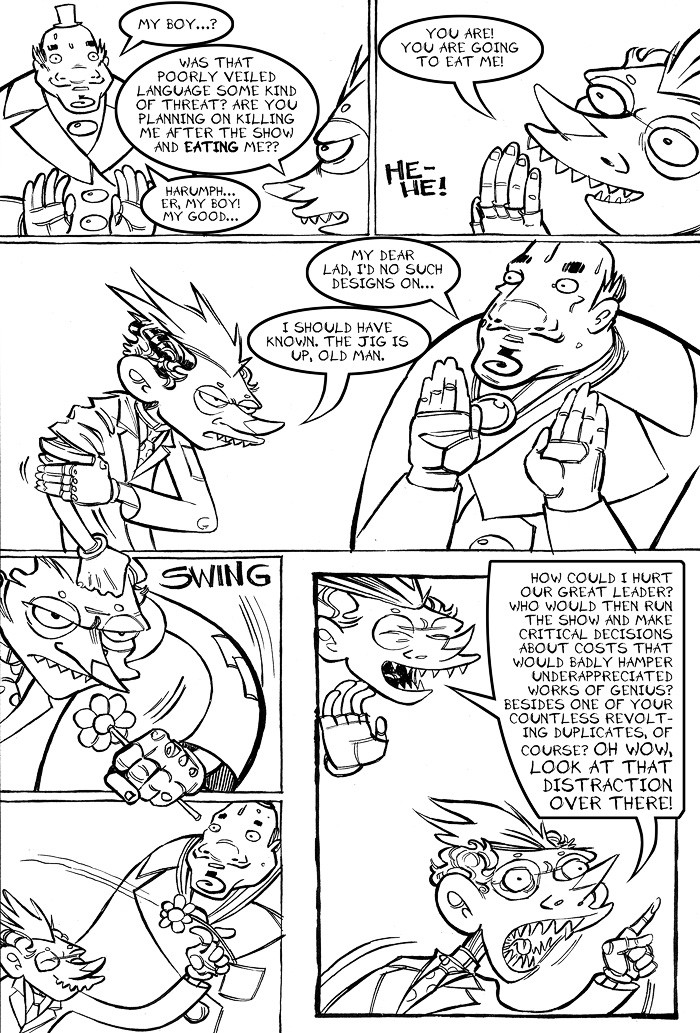 MY BOY...?
WAS THAT
POORLY VEILED
LANGUAGE SOME KIND
OF THREAT? ARE YOU
PLANNING ON KILLING
ME AFTER THE SHOW
AND EATING ME??
HARUMPH...
ER, MY BOY!
MY GOOD...
YOU ARE!
YOU ARE GOING
TO EAT ME!
HE-
HE!
MY DEAR
LAD, I'D NO SUCH
DESIGNS ON...
I SHOULD HAVE
KNOWN. THE JIG IS
UP, OLD MAN.
SWING
HOW COULD I HURT
OUR GREAT LEADER?
WHO WOULD THEN RUN
THE SHOW AND MAKE
CRITICAL DECISIONS
ABOUT COSTS THAT
WOULD BADLY HAMPER
UNDERAPPRECIATED
WORKS OF GENIUS?
BESIDES ONE OF YOUR
COUNTLESS REVOLT-
ING DUPLICATES, OF
COURSE? OH WOW,
LOOK AT THAT
DISTRACTION
OVER THERE!